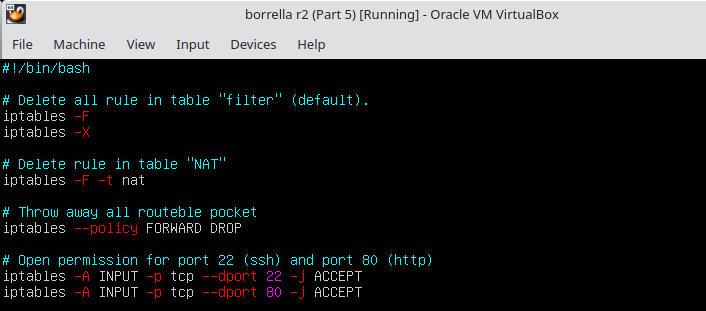 borrella r2 (Part 5) [Running] - Oracle VM VirtualBox
File Machine View Input Devices Help
#!/bin/bash
# Delete all rule in table "filter" (default).
iptables -F
iptables -X
# Delete rule in table "NAT"
iptables -F -t nat
# Throw away all routeble pocket
iptables --policy FORWARD DROP
# Open permission for port 22 (ssh) and port 80 (http)
iptables -A INPUT -p tcp --dport 22 -j ACCEPT
iptables -A INPUT -p tcp --dport 80 -j ACCEPT